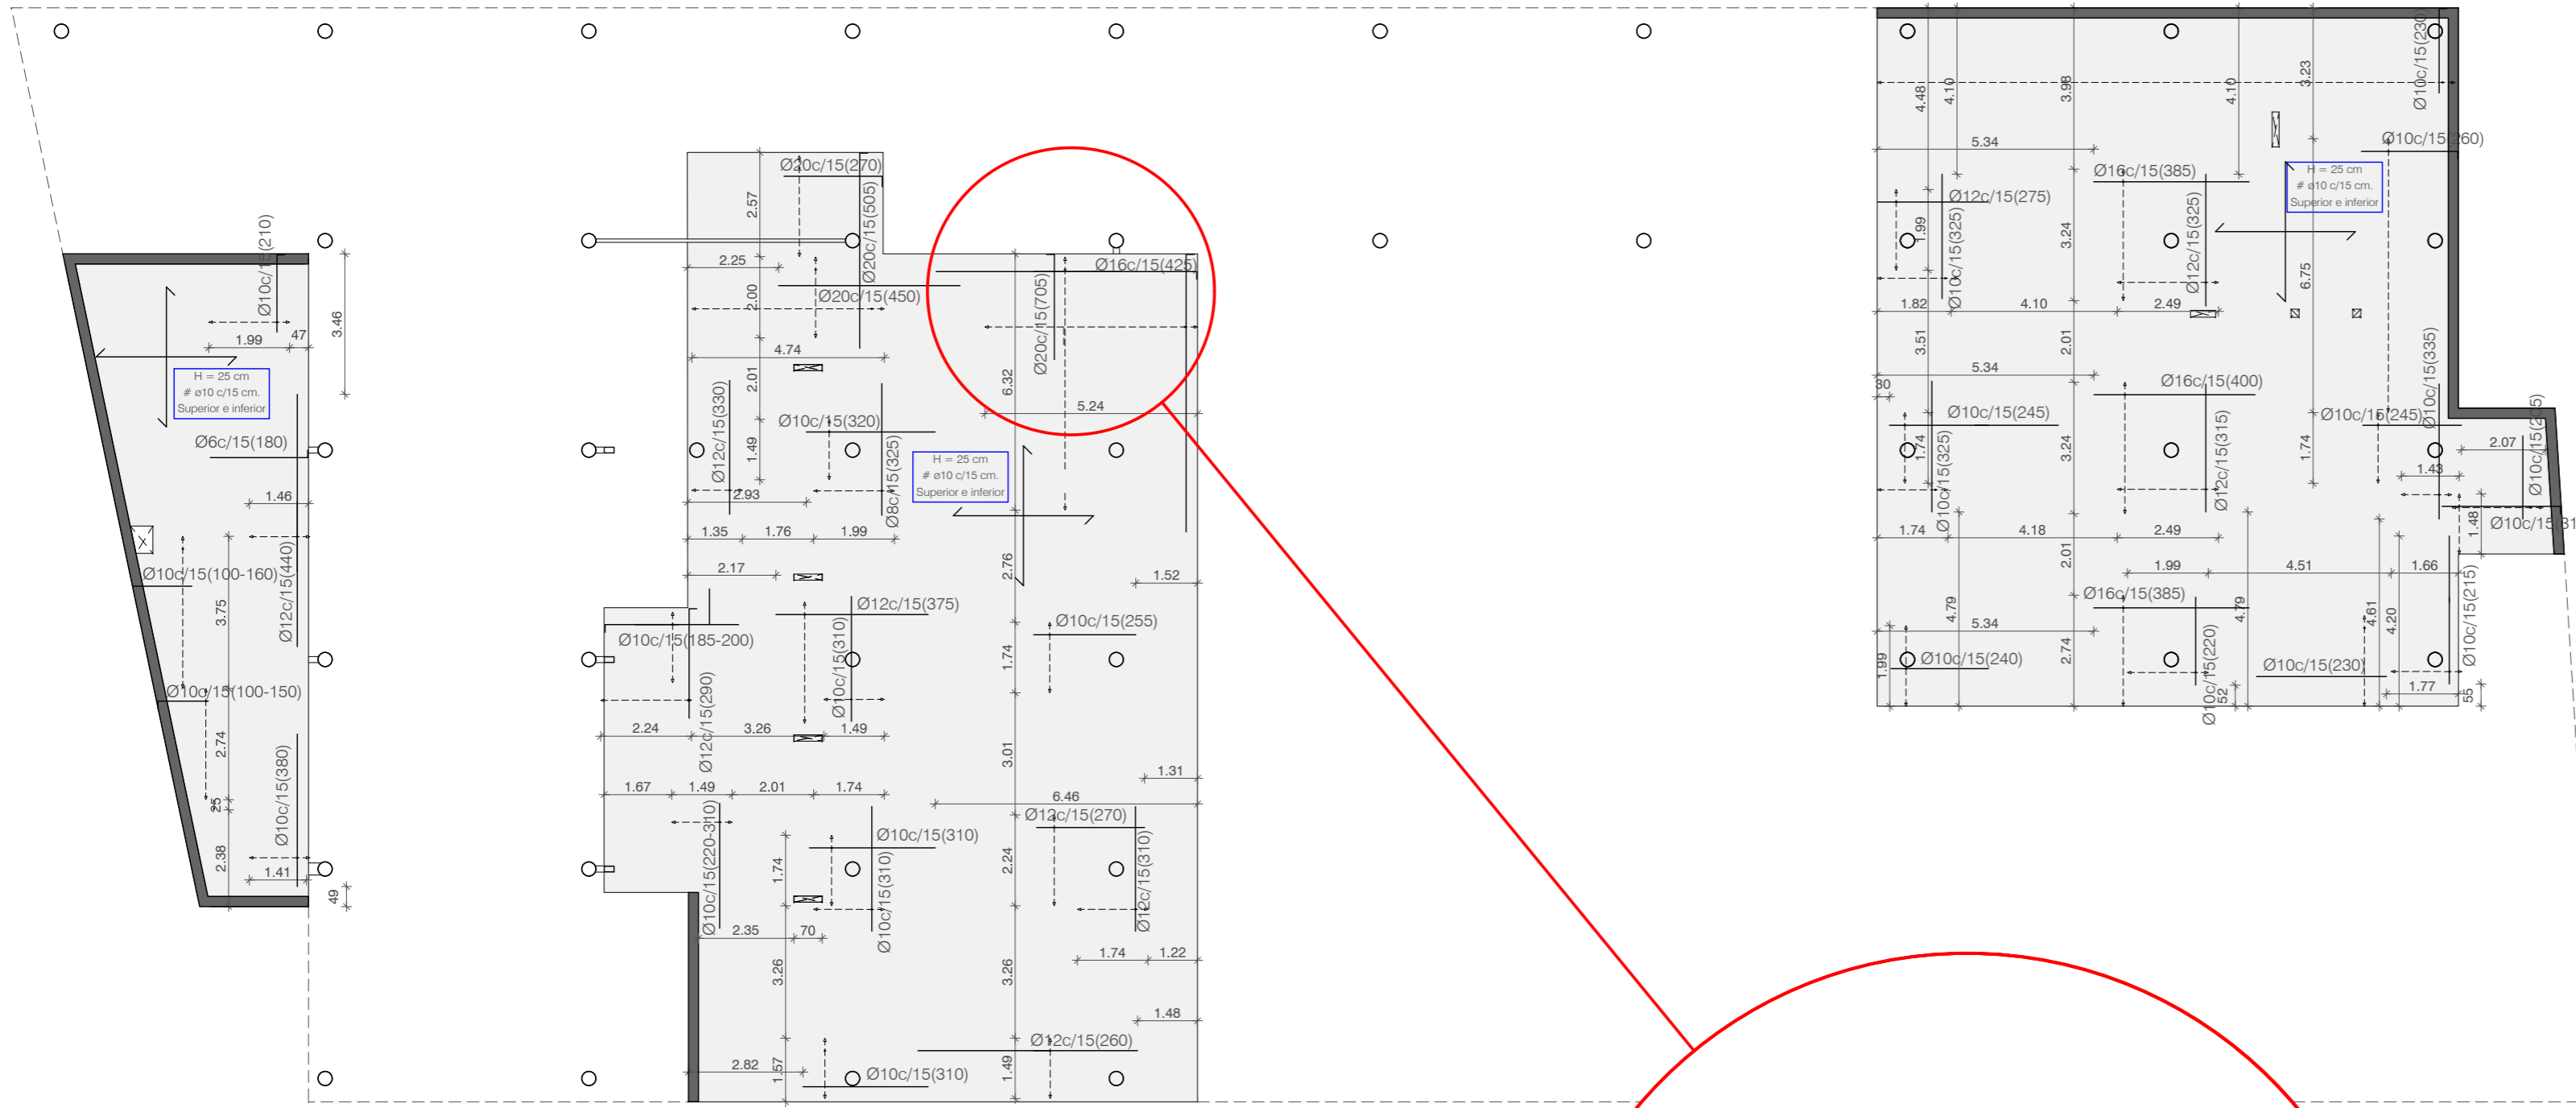 Ø10c/15(210)
47
1.99
3.46
H = 25 cm
# ø10 c/15 cm.
Superior e inferior
Ø6c/15(180)
1.46
Ø12c/15(440)
Ø10c/15(100-160)
3.75
Ø10c/15(100-150)
2.74
25
Ø10c/15(380)
2.38
1.41
49
Ø20c/15(270)
2.57
Ø20c/15(505)
2.25
2.00
Ø20c/15(450)
4.74
2.01
Ø12c/15(330)
Ø10c/15(320)
1.49
Ø8c/15(325)
2.93
1.35
1.76
1.99
2.17
Ø16c/15(425)
Ø20c/15(705)
6.32
5.24
H = 25 cm
# ø10 c/15 cm.
Superior e inferior
2.76
1.52
Ø12c/15(375)
Ø10c/15(185-200)
Ø10c/15(310)
Ø10c/15(255)
1.74
Ø12c/15(290)
2.24
3.26
1.49
3.01
1.31
1.67
1.49
2.01
1.74
6.46
Ø10c/15(220-310)
Ø10c/15(310)
Ø12c/15(270)
1.74
Ø10c/15(310)
2.24
Ø12c/15(310)
2.35
70
1.74
1.22
3.26
3.26
1.48
Ø12c/15(260)
2.82
1.57
Ø10c/15(310)
1.49
Ø10c/15(230)
4.48
4.10
3.98
4.10
3.23
5.34
Ø10c/15(260)
Ø16c/15(385)
H = 25 cm
# ø10 c/15 cm.
Superior e inferior
Ø12c/15(275)
1.99
Ø10c/15(325)
3.24
Ø12c/15(325)
6.75
1.82
4.10
2.49
3.51
2.01
5.34
Ø10c/15(335)
30
Ø16c/15(400)
Ø10c/15(245)
Ø10c/15(245)
1.74
Ø10c/15(325)
3.24
Ø12c/15(315)
1.74
1.43
2.07
Ø10c/15(205)
1.74
4.18
2.49
1.48
Ø10c/15(31
2.01
1.99
4.51
1.66
Ø16c/15(385)
4.79
4.79
4.61
4.20
Ø10c/15(215)
5.34
1.99
Ø10c/15(240)
2.74
Ø10c/15(220)
52
Ø10c/15(230)
1.77
55